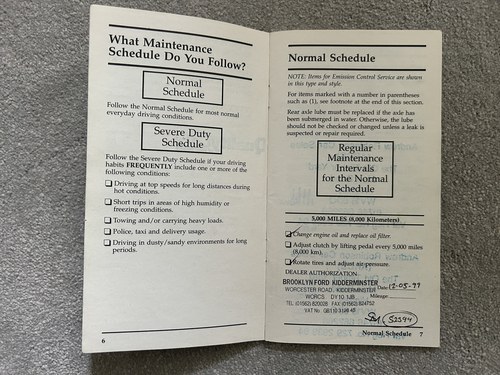 What Maintenance
Schedule Do You Follow?
Normal
Schedule
Follow the Normal Schedule for most normal
everyday driving conditions.
Severe Duty
Schedule
Follow the Severe Duty Schedule if your driving
habits FREQUENTLY include one or more of the
following conditions:
Driving at top speeds for long distances during
hot conditions.
Short trips in areas of high humidity or
freezing conditions.
Towing and/or carrying heavy loads.
Police, taxi and delivery usage.
Driving in dusty/sandy environments for long
periods.
6
Normal Schedule
NOTE: Items for Emission Control Service are shown
in this type and style.
For items marked with a number in parentheses
such as (1), see footnote at the end of this section.
Rear axle lube must be replaced if the axle has
been submerged in water. Otherwise, the lube
should not be checked or changed unless a leak is
suspected or repair required.
Regular
Maintenance
Intervals
for the Normal
Schedule
5,000 MILES (8,000 Kilometers)
Change engine oil and replace oil filter.
Adjust clutch by lifting pedal every 5,000 miles
(8,000 km).
Rotate tires and adjust air pressure.
DEALER AUTHORIZATION
BROOKLYN FORD KIDDERMINSTER
WORCESTER ROAD, KIDDERMINSTER
WORCS DY10 1JB
TEL (01562) 820028 FAX (01562)
VAT No.
Date
Mileage
Normal Schedule 7